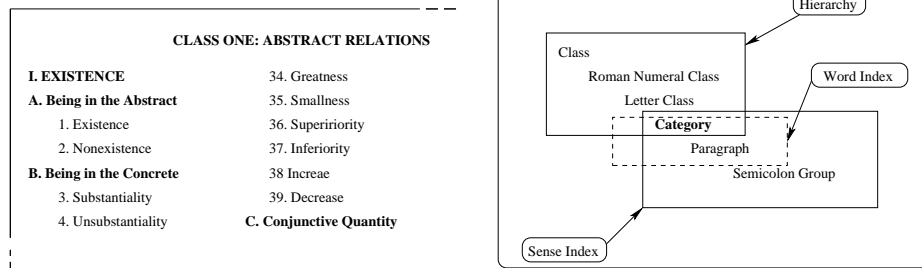 CLASS ONE: ABSTRACT RELATIONS
I. EXISTENCE
A. Being in the Abstract
1. Existence
2. Nonexistence
B. Being in the Concrete
3. Substantiality
4. Unsubstantiality
34. Greatness
35. Smallness
36. Supeririority
37. Inferiority
38 Increae
39. Decrease
C. Conjunctive Quantity
Hierarchy
Class
Roman Numeral Class
Letter Class
Category
Paragraph
Semicolon Group
Word Index
Sense Index